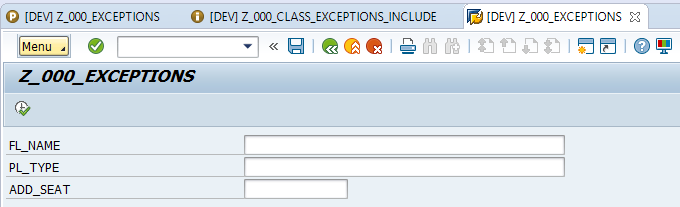 [DEV] Z_000_EXCEPTIONS [DEV] Z_000_CLASS_EXCEPTIONS_INCLUDE [DEV] Z_000_EXCEPTIONS
Menu
Z_000_EXCEPTIONS
FL_NAME
PL_TYPE
ADD_SEAT